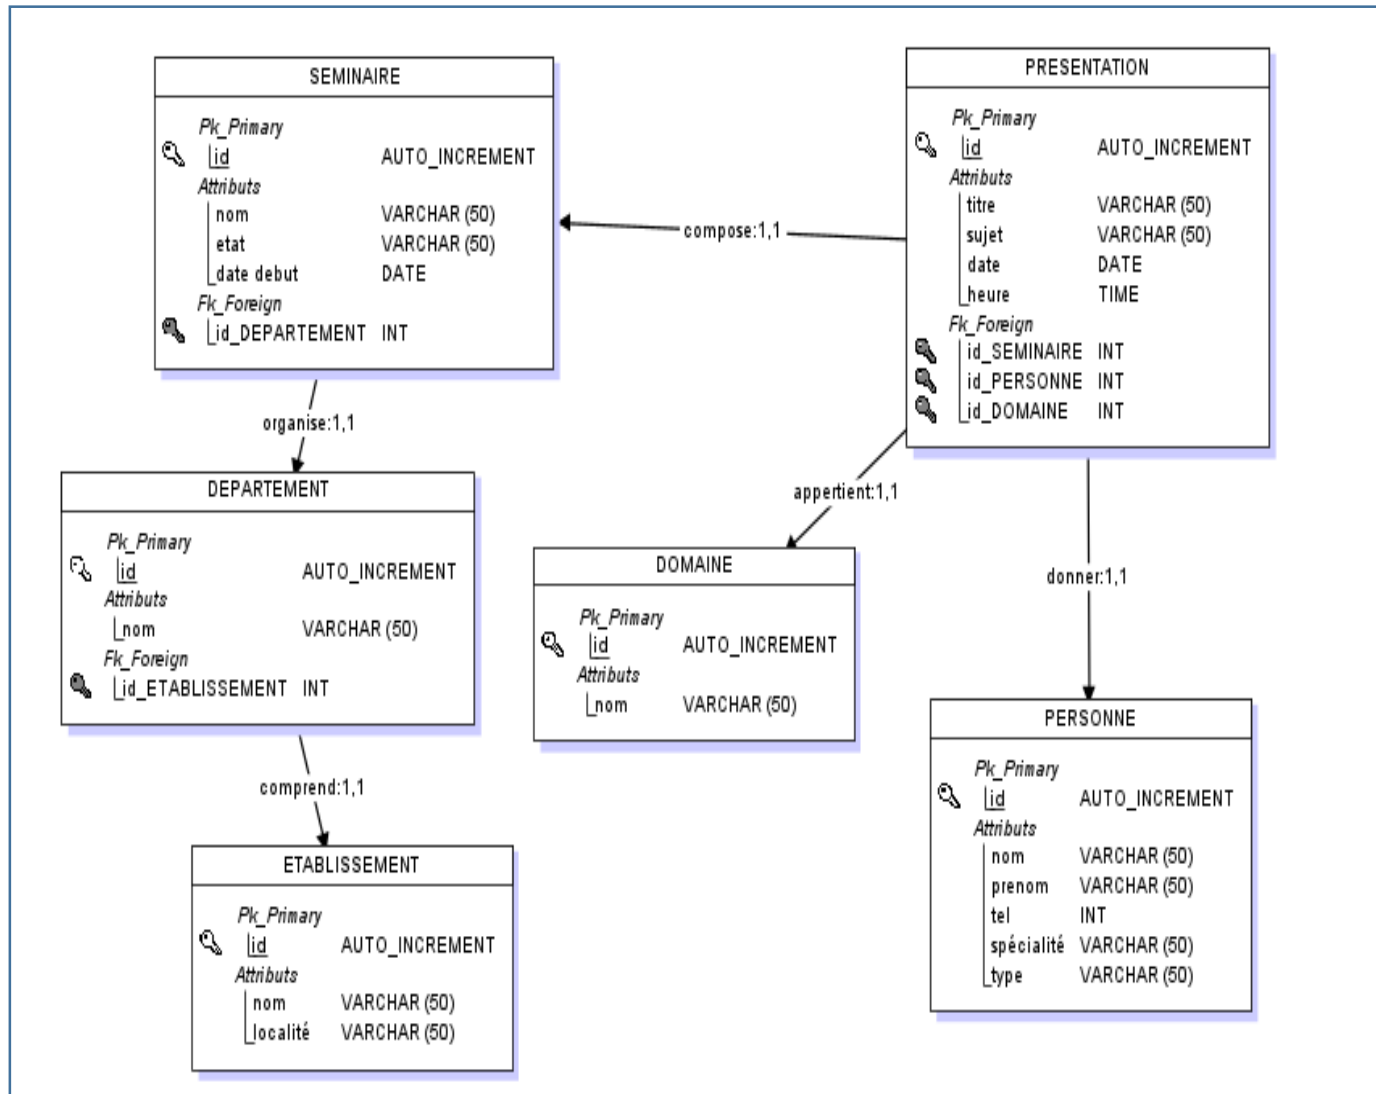 SEMINAIRE
Pk_Primary
id AUTO_INCREMENT
Attributs
nom VARCHAR (50)
etat VARCHAR (50)
date debut DATE
Fk_Foreign
id_DEPARTEMENT INT
PRESENTATION
Pk_Primary
id AUTO_INCREMENT
Attributs
titre VARCHAR (50)
sujet VARCHAR (50)
date DATE
heure TIME
Fk_Foreign
id_SEMINAIRE INT
id_PERSONNE INT
id_DOMAINE INT
compose:1,1
organise:1,1
appertient:1,1
donner:1,1
DEPARTEMENT
Pk_Primary
id AUTO_INCREMENT
Attributs
nom VARCHAR (50)
Fk_Foreign
id_ETABLISSEMENT INT
DOMAINE
Pk_Primary
id AUTO_INCREMENT
Attributs
nom VARCHAR (50)
PERSONNE
Pk_Primary
id AUTO_INCREMENT
Attributs
nom VARCHAR (50)
prenom VARCHAR (50)
tel INT
spécialité VARCHAR (50)
type VARCHAR (50)
comprend:1,1
ETABLISSEMENT
Pk_Primary
id AUTO_INCREMENT
Attributs
nom VARCHAR (50)
localité VARCHAR (50)